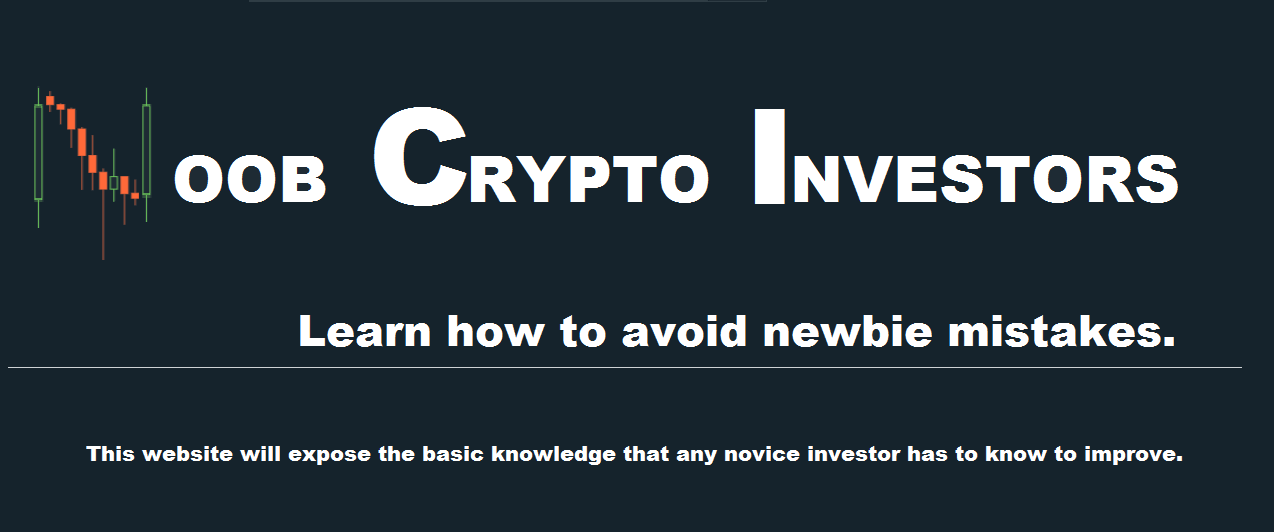 NOOB CRYPTO INVESTORS
Learn how to avoid newbie mistakes.
This website will expose the basic knowledge that any novice investor has to know to improve.